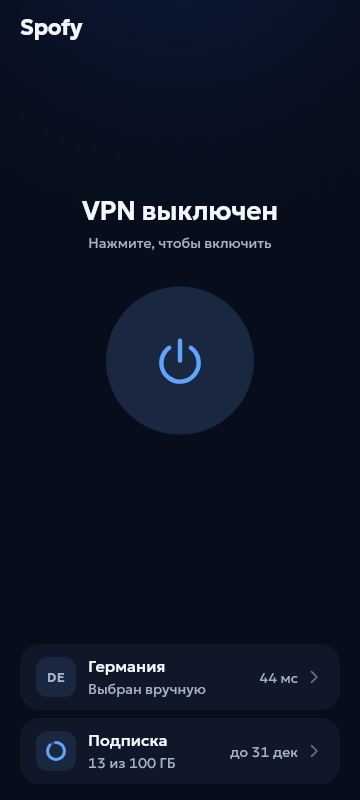 Spofy
VPN выключен
Нажмите, чтобы включить
DE
Германия
Выбран вручную
44 мс
Подписка
13 из 100 ГБ
до 31 дек